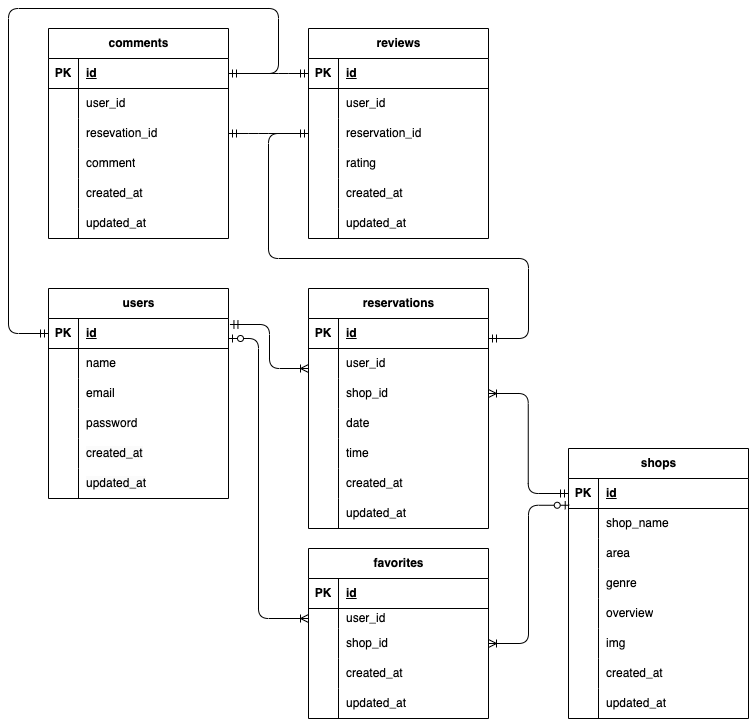 comments
PK id
user_id
resevation_id
comment
created_at
updated_at
reviews
PK id
user_id
reservation_id
rating
created_at
updated_at
users
PK id
name
email
password
created_at
updated_at
reservations
PK id
user_id
shop_id
date
time
created_at
updated_at
shops
PK id
shop_name
area
genre
overview
img
created_at
updated_at
favorites
PK id
user_id
shop_id
created_at
updated_at